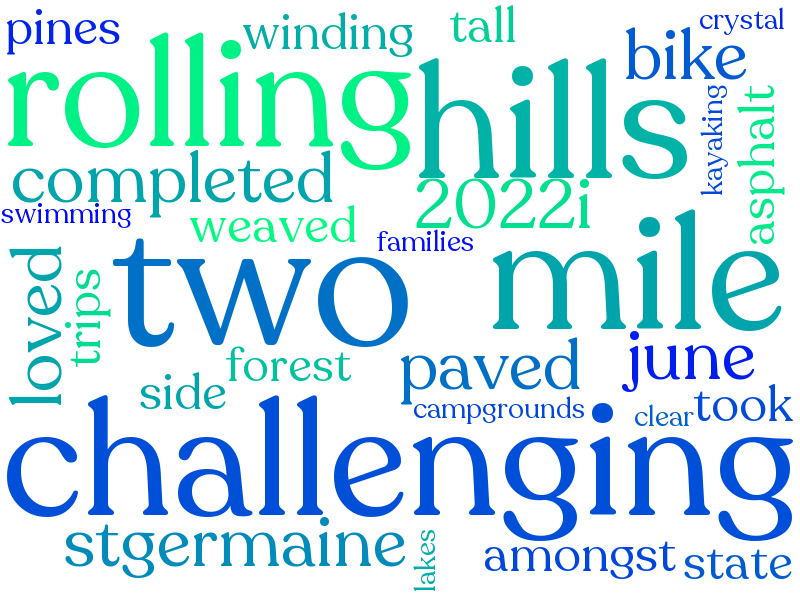 pines
winding
tall
crystal
rolling
hills
bike
kayaking
asphalt
completed
2022i
swimming
weaved
families
loved
trips
two
mile
forest
paved
june
side
campgrounds
clear
took
challenging
stgermaine
lakes
amongst
state